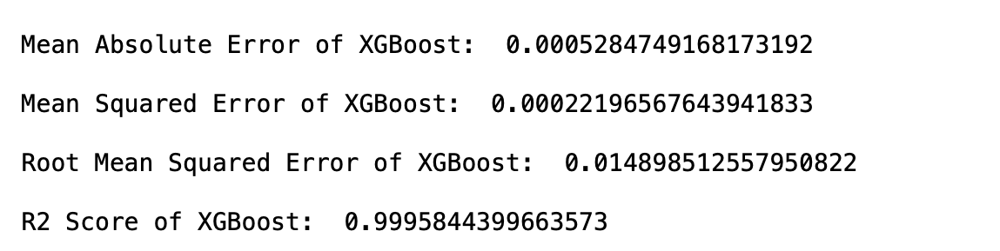 Mean Absolute Error of XGBoost:  0.0005284749168173192
Mean Squared Error of XGBoost:  0.00022196567643941833
Root Mean Squared Error of XGBoost:  0.014898512557950822
R2 Score of XGBoost:  0.9995844399663573